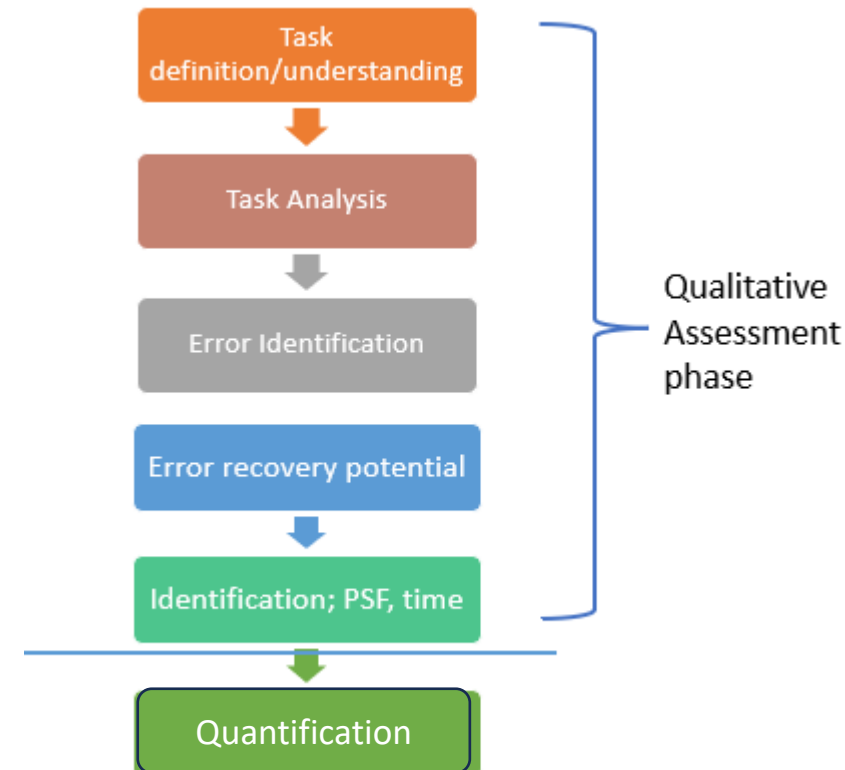 Task
definition/understanding
Task Analysis
Error Identification
Error recovery potential
Identification; PSF, time
Quantification
Qualitative
Assessment
phase